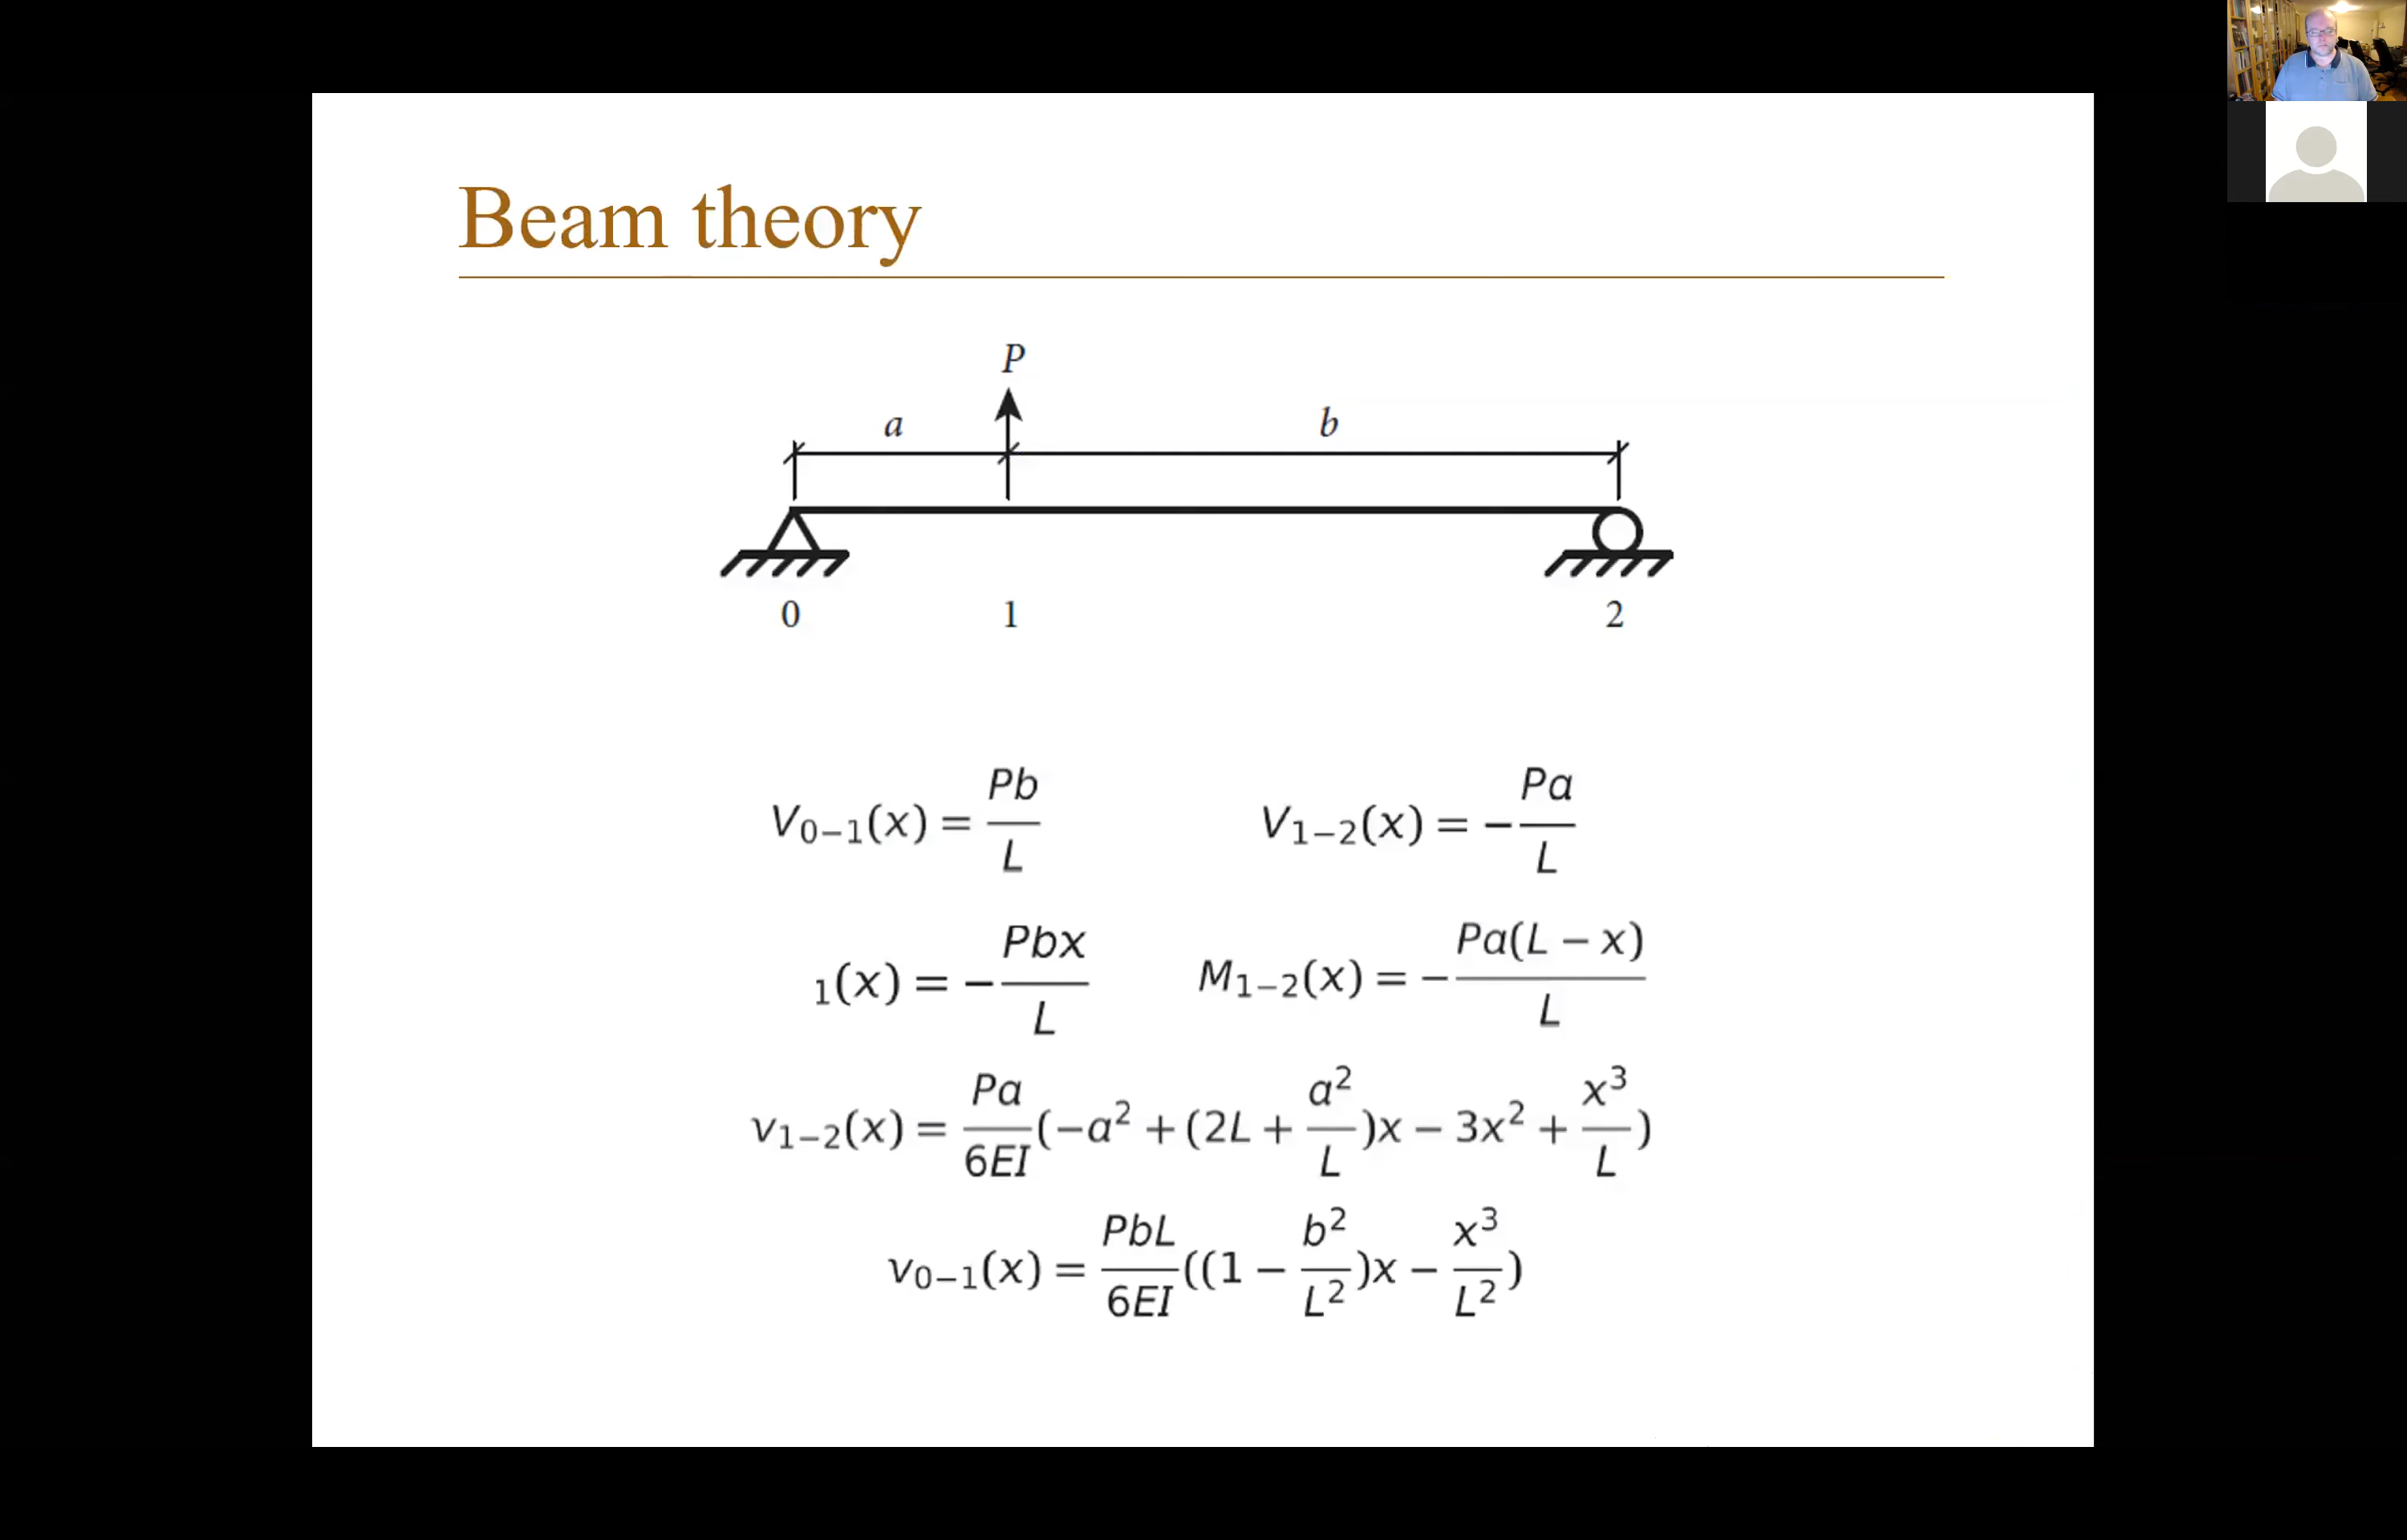 Beam theory
P
a b
0 1 2
V₀₋₁(x) = Pb/L V₁₋₂(x) = −Pa/L
₁(x) = −Pbx/L M₁₋₂(x) = −Pa(L − x)/L
v₁₋₂(x) = Pa/6EI(−a² + (2L + a²/L)x − 3x² + x³/L)
v₀₋₁(x) = PbL/6EI((1 − b²/L²)x − x³/L²)